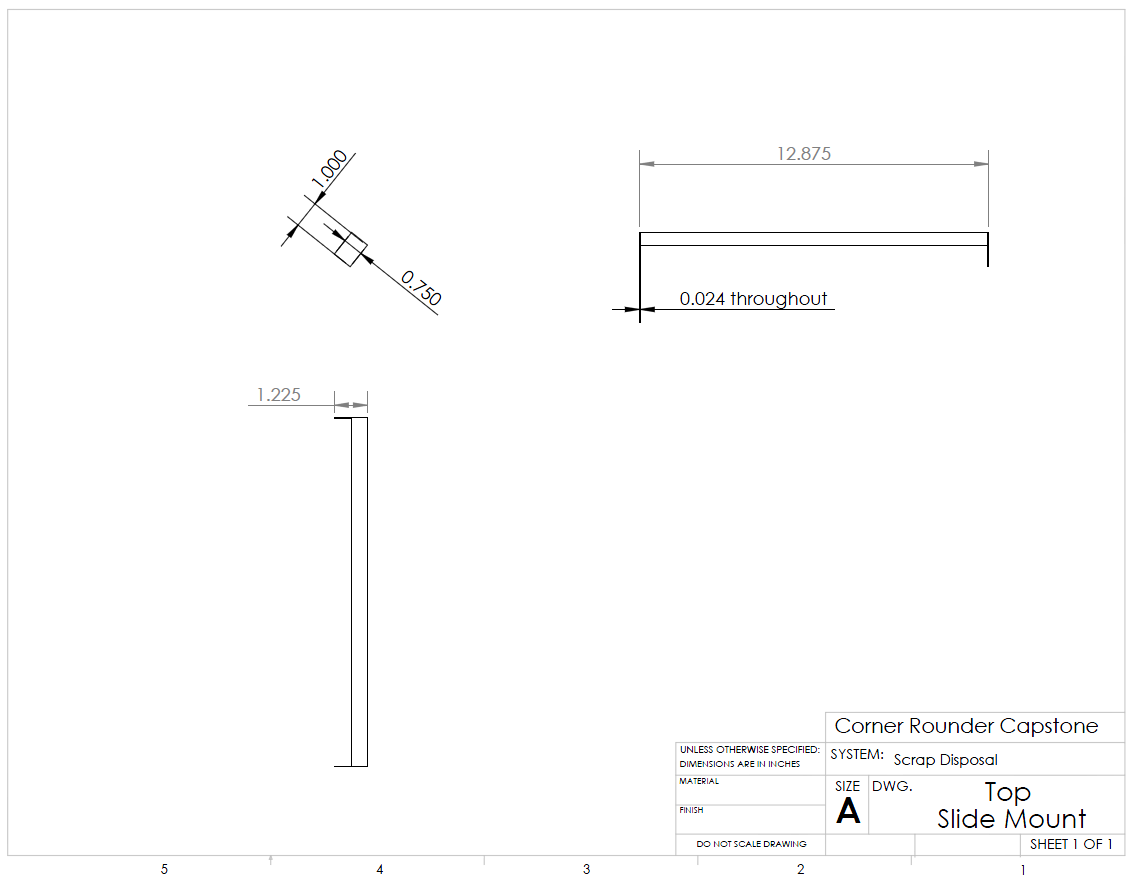 1.000
0.750
12.875
0.024 throughout
1.225
Corner Rounder Capstone
UNLESS OTHERWISE SPECIFIED:
DIMENSIONS ARE IN INCHES
SYSTEM: Scrap Disposal
MATERIAL
FINISH
SIZE
A
DWG.
Top
Slide Mount
DO NOT SCALE DRAWING
SHEET 1 OF 1
5 4 3 2 1